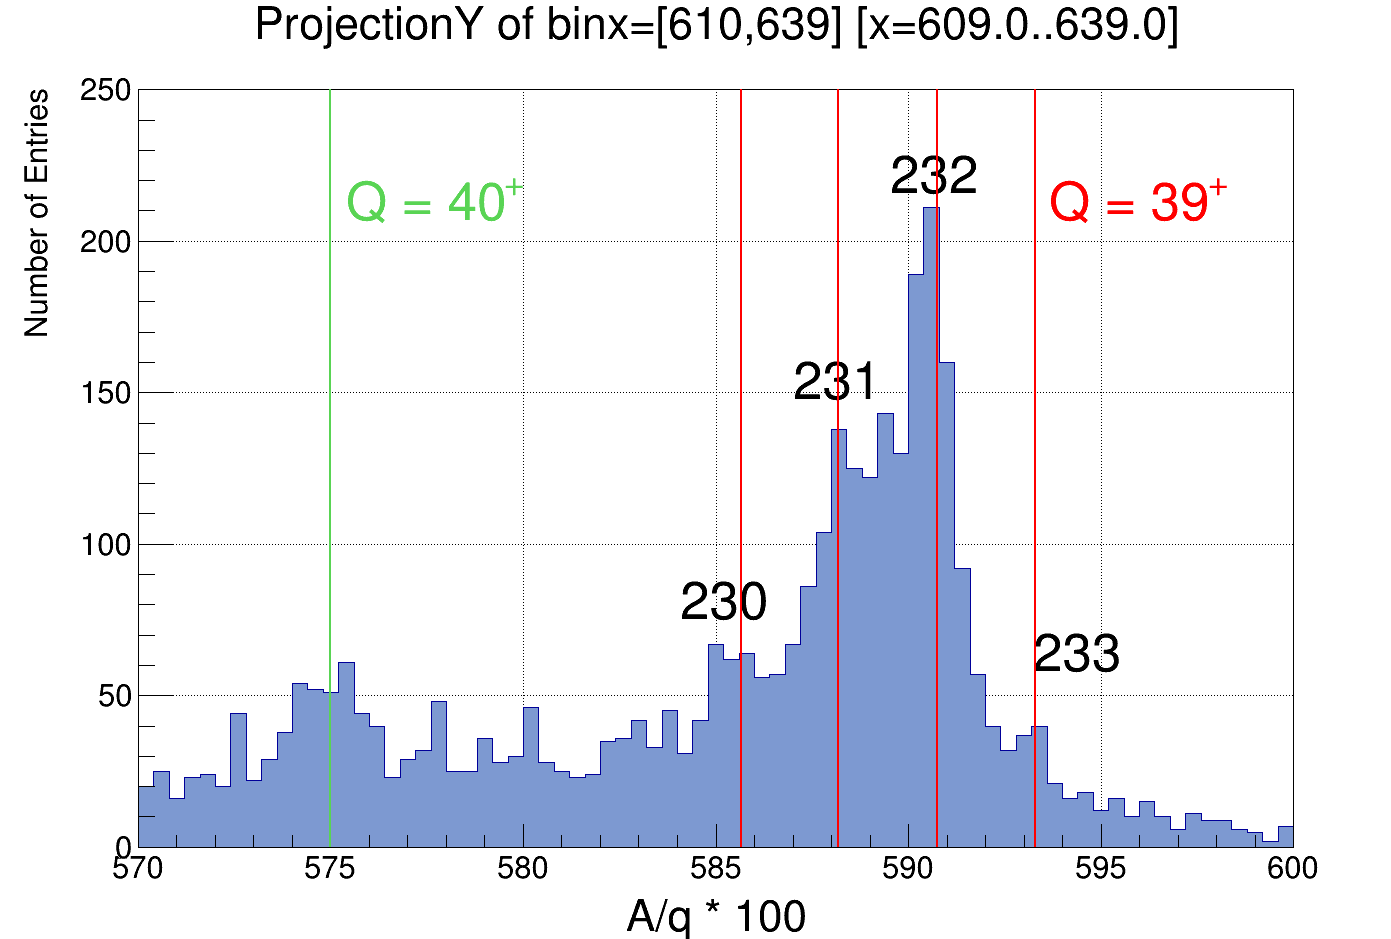 ProjectionY of binx=[610,639] [x=609.0..639.0]
Number of Entries
250
200
150
100
50
0
Q = 40⁺
232
Q = 39⁺
231
230
233
570 575 580 585 590 595 600
A/q * 100